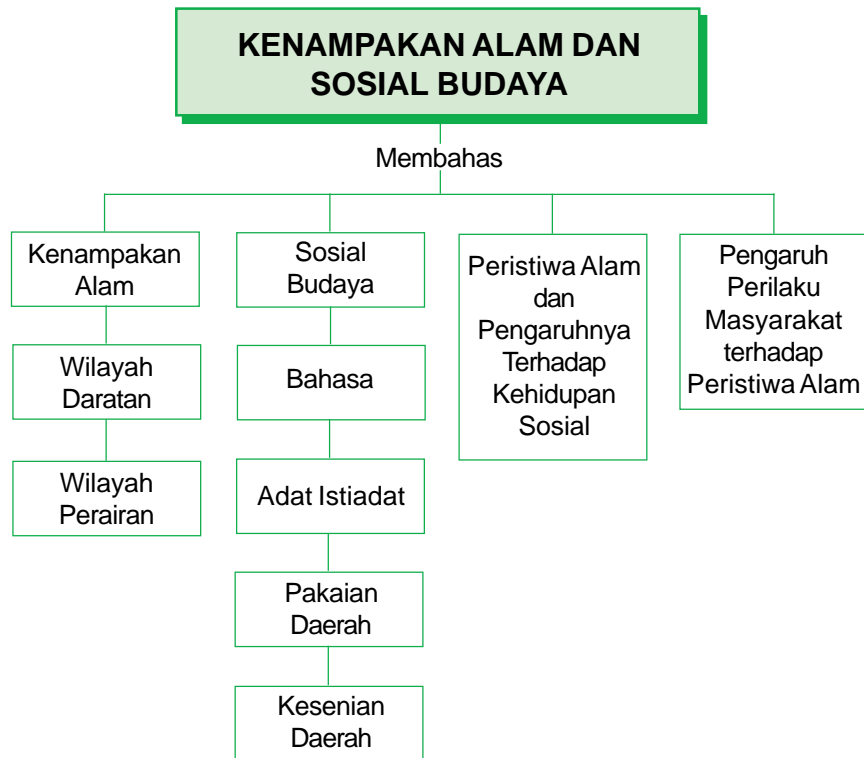 KENAMPAKAN ALAM DAN
SOSIAL BUDAYA
Membahas
Kenampakan
Alam
Wilayah
Daratan
Wilayah
Perairan
Sosial
Budaya
Bahasa
Adat Istiadat
Pakaian
Daerah
Kesenian
Daerah
Peristiwa Alam
dan
Pengaruhnya
Terhadap
Kehidupan
Sosial
Pengaruh
Perilaku
Masyarakat
terhadap
Peristiwa Alam